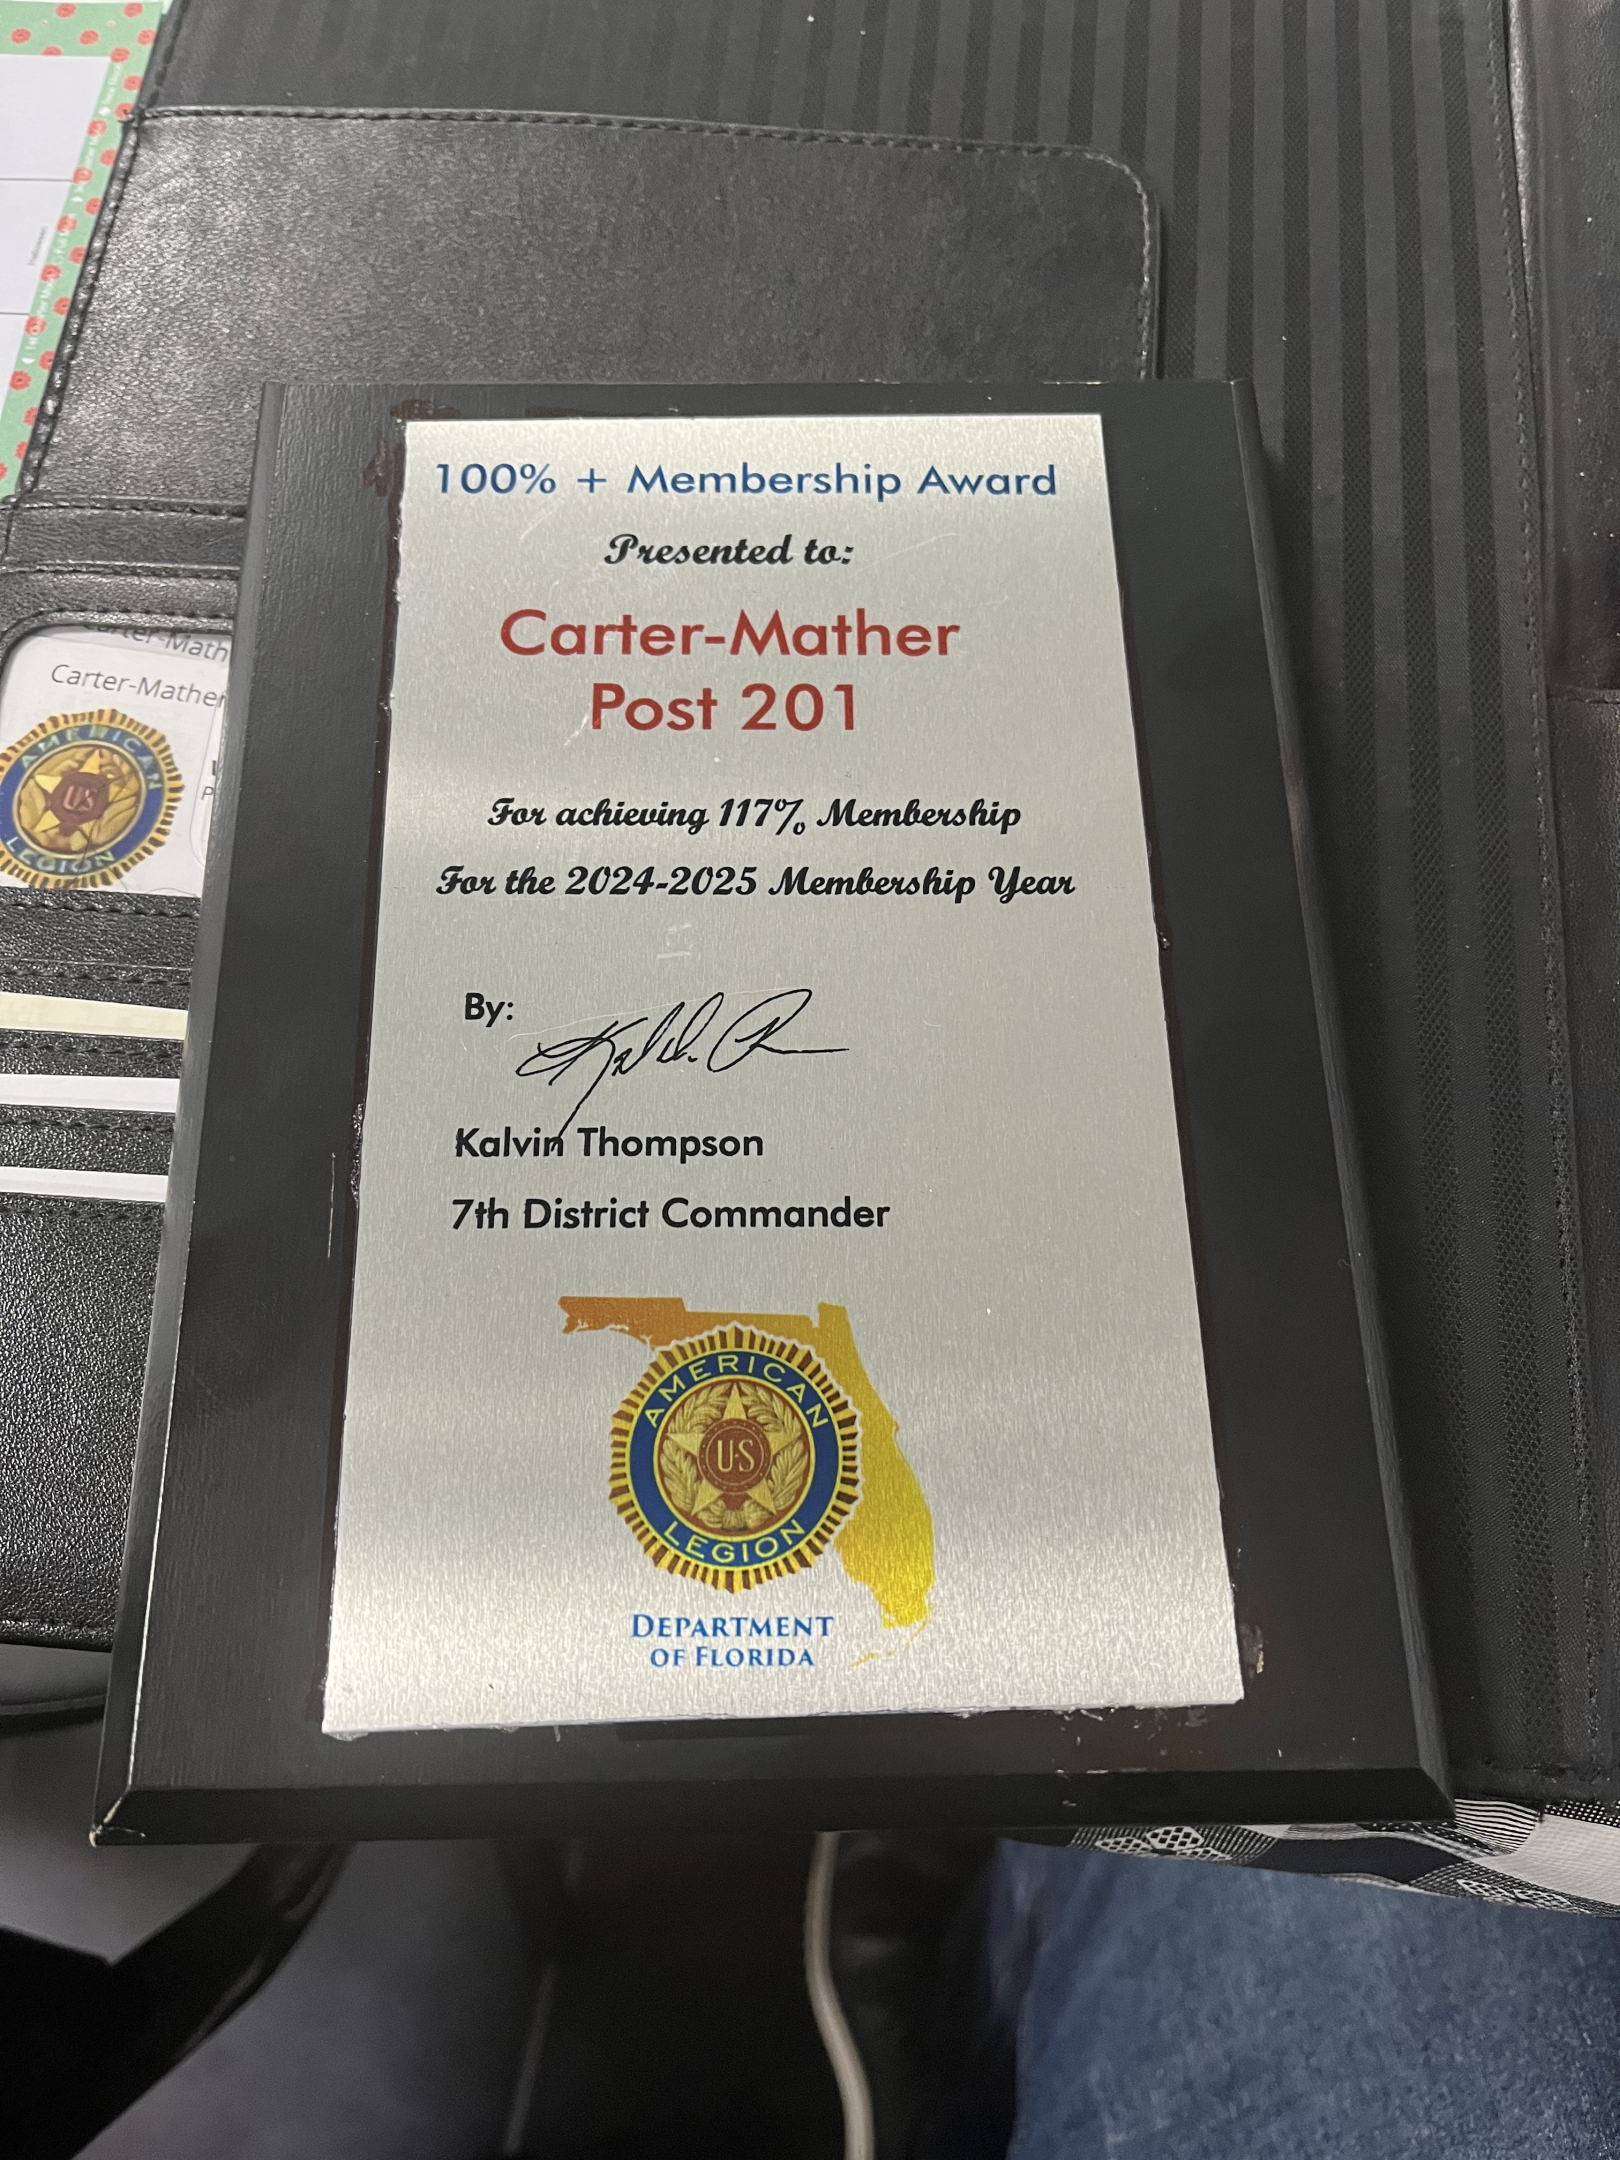 100% + Membership Award
Presented to:
Carter-Mather
Post 201
For achieving 117% Membership
For the 2024-2025 Membership Year
By:
Kalvin Thompson
7th District Commander
AMERICAN
US
LEGION
DEPARTMENT
OF FLORIDA
Carter-Mather
AMERICAN
US
LEGION